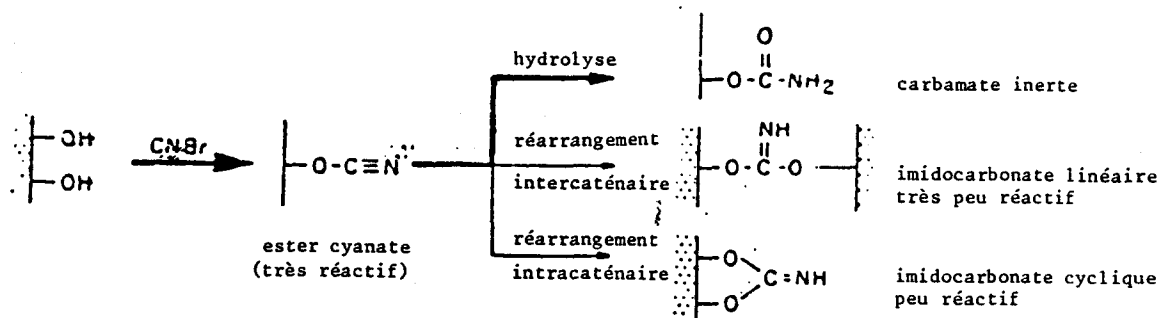 O
hydrolyse
O-C-NH2
carbamate inerte
OH
CNBr
OH
O-C≡N
réarrangement
intercaténaire
NH
O-C-O
imidocarbonate linéaire
très peu réactif
ester cyanate
(très réactif)
réarrangement
intracaténaire
O
C=NH
O
imidocarbonate cyclique
peu réactif